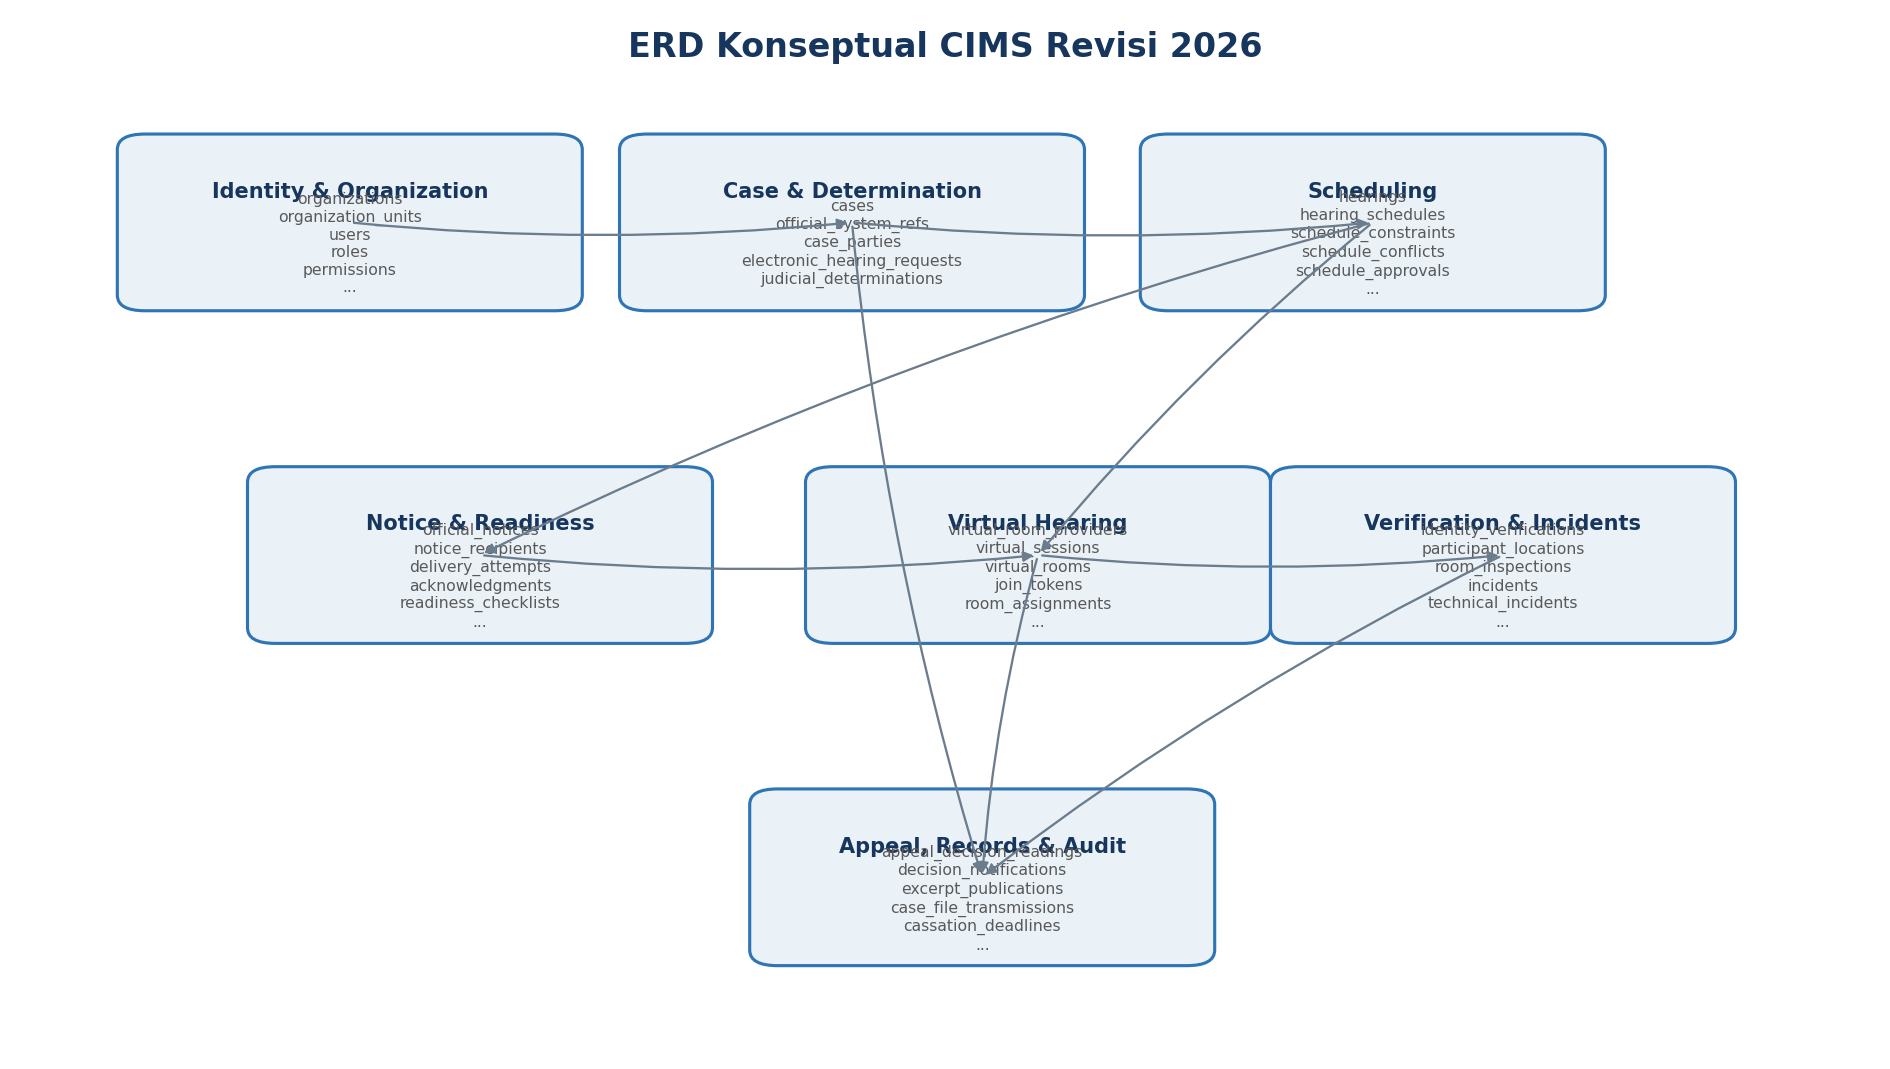 ERD Konseptual CIMS Revisi 2026
Identity & Organization
organizations
organization_units
users
roles
permissions
...
Case & Determination
cases
official_system_refs
case_parties
electronic_hearing_requests
judicial_determinations
Scheduling
hearings
hearing_schedules
schedule_constraints
schedule_conflicts
schedule_approvals
...
Notice & Readiness
official_notices
notice_recipients
delivery_attempts
acknowledgments
readiness_checklists
...
Virtual Hearing
virtual_room_providers
virtual_sessions
virtual_rooms
join_tokens
room_assignments
...
Verification & Incidents
identity_verifications
participant_locations
room_inspections
incidents
technical_incidents
...
Appeal, Records & Audit
appeal_decision_readings
decision_notifications
excerpt_publications
case_file_transmissions
cassation_deadlines
...